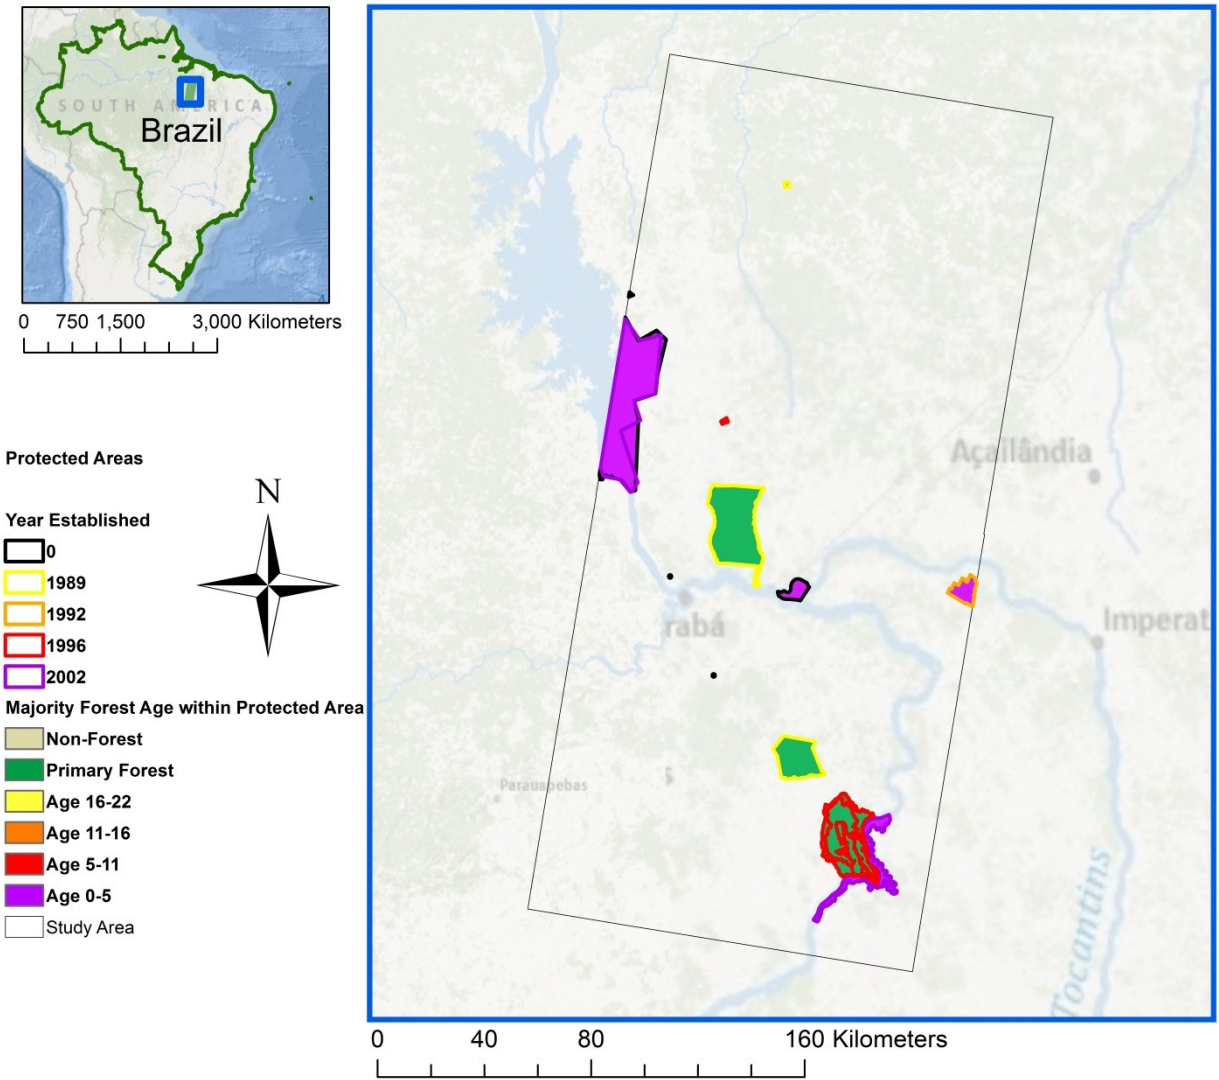 SOUTH AMERICA
Brazil
0 750 1,500 3,000 Kilometers
Protected Areas
N
Year Established
0
1989
1992
1996
2002
Majority Forest Age within Protected Area
Non-Forest
Primary Forest
Age 16-22
Age 11-16
Age 5-11
Age 0-5
Study Area
Açailândia
Imperat
rabá
Parauapebas
s
Tocantins
0 40 80 160 Kilometers